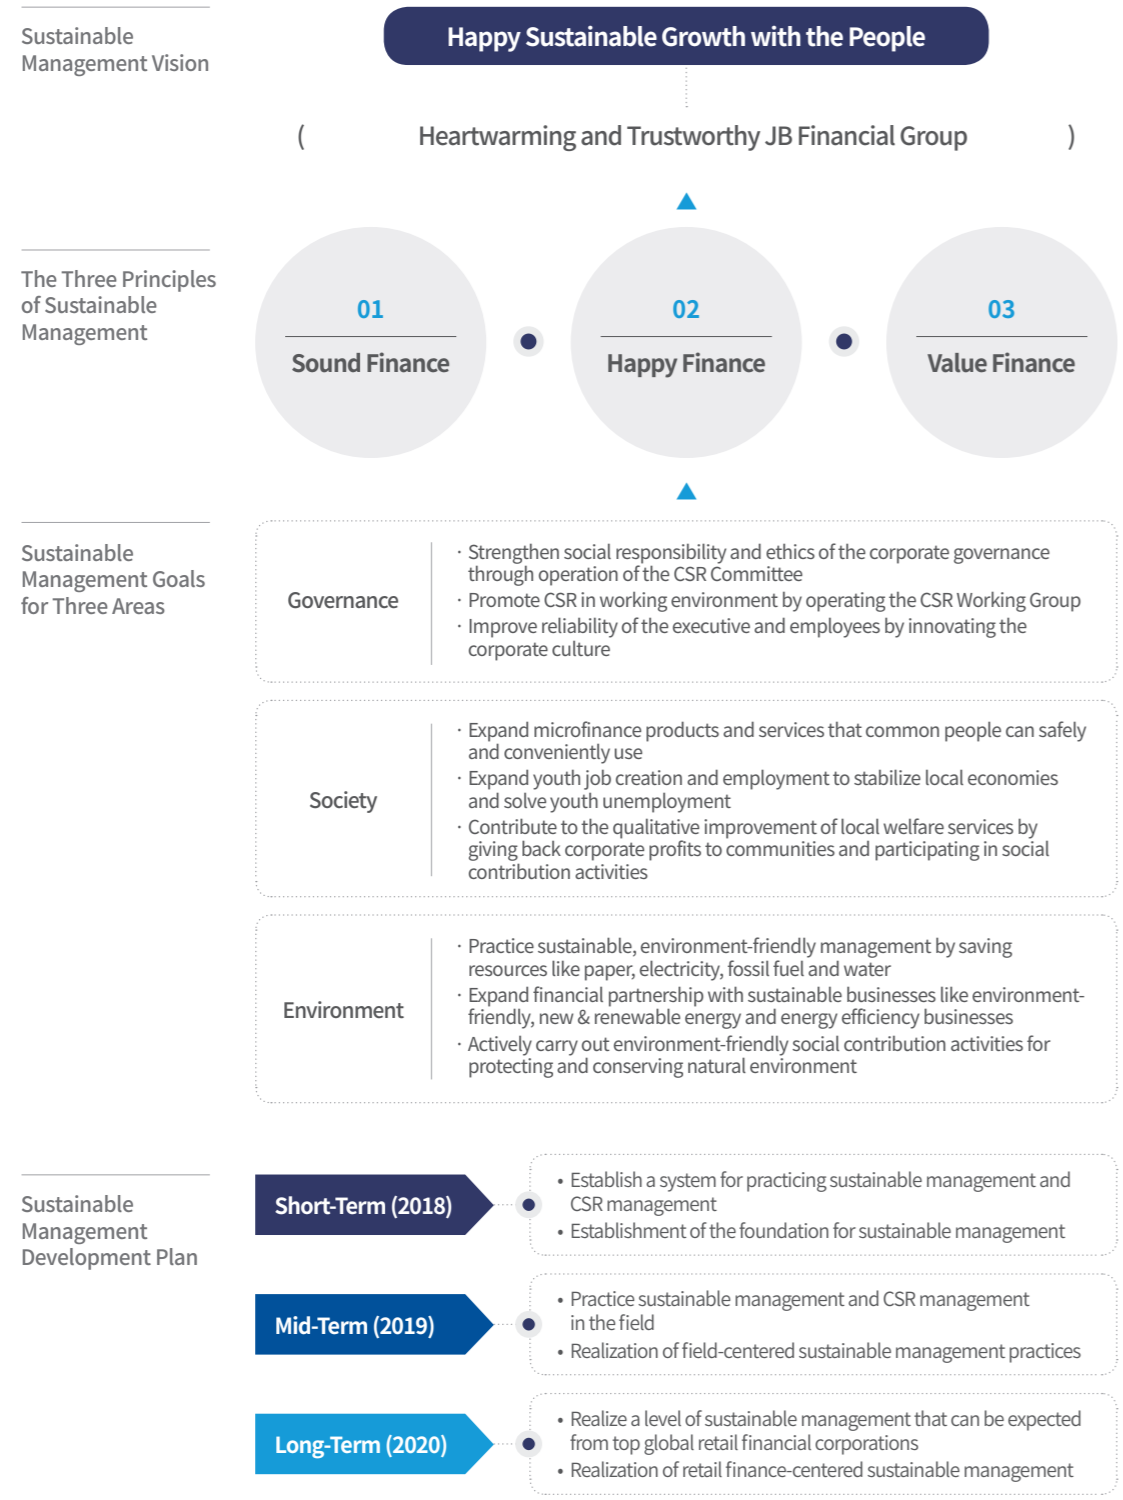 Sustainable
Management Vision
Happy Sustainable Growth with the People
( Heartwarming and Trustworthy JB Financial Group )
The Three Principles
of Sustainable
Management
01
Sound Finance
02
Happy Finance
03
Value Finance
Sustainable
Management Goals
for Three Areas
Governance
· Strengthen social responsibility and ethics of the corporate governance
through operation of the CSR Committee
· Promote CSR in working environment by operating the CSR Working Group
· Improve reliability of the executive and employees by innovating the
corporate culture
Society
· Expand microfinance products and services that common people can safely
and conveniently use
· Expand youth job creation and employment to stabilize local economies
and solve youth unemployment
· Contribute to the qualitative improvement of local welfare services by
giving back corporate profits to communities and participating in social
contribution activities
Environment
· Practice sustainable, environment-friendly management by saving
resources like paper, electricity, fossil fuel and water
· Expand financial partnership with sustainable businesses like environment-
friendly, new & renewable energy and energy efficiency businesses
· Actively carry out environment-friendly social contribution activities for
protecting and conserving natural environment
Sustainable
Management
Development Plan
Short-Term (2018)
• Establish a system for practicing sustainable management and
CSR management
• Establishment of the foundation for sustainable management
Mid-Term (2019)
• Practice sustainable management and CSR management
in the field
• Realization of field-centered sustainable management practices
Long-Term (2020)
• Realize a level of sustainable management that can be expected
from top global retail financial corporations
• Realization of retail finance-centered sustainable management